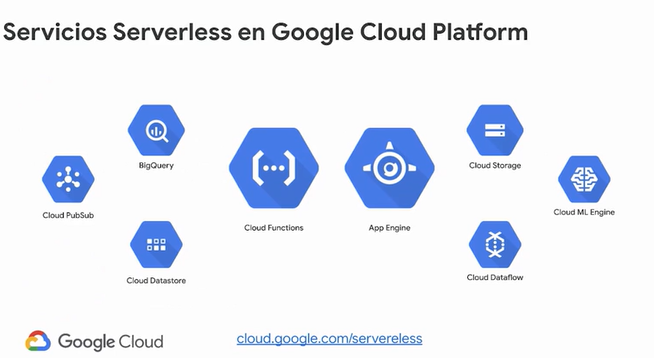 Servicios Serverless en Google Cloud Platform
BigQuery
Cloud Storage
Cloud PubSub
Cloud ML Engine
Cloud Functions
App Engine
Cloud Datastore
Cloud Dataflow
Google Cloud
cloud.google.com/servereless